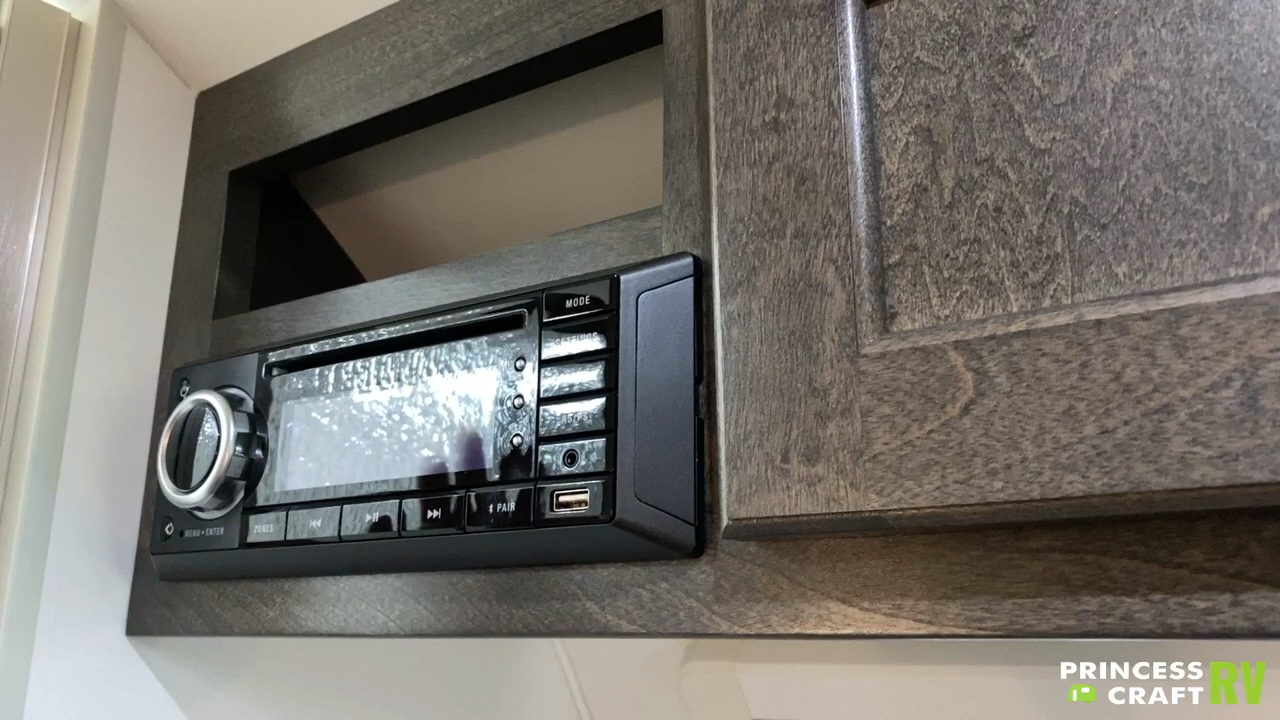 MODE
ZONES
PAIR
MENU • ENTER
PRINCESS
CRAFT
RV